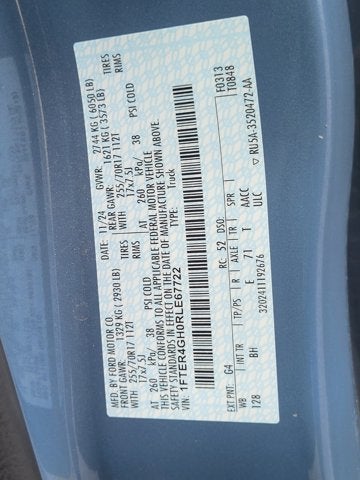 MFD. BY FORD MOTOR CO.
11/24 GVWR: 2744 KG ( 6050 LB)
FRONT GAWR: 1329 KG ( 2930 LB) REAR GAWR: 1621 KG ( 3573 LB)
WITH 255/70R17 112T TIRES WITH 255/70R17 112T TIRES
17x7.5J RIMS 17x7.5J RIMS
AT 260 kPa/ 38 PSI COLD AT 260 kPa/ 38 PSI COLD
THIS VEHICLE CONFORMS TO ALL APPLICABLE FEDERAL MOTOR VEHICLE
SAFETY STANDARDS IN EFFECT ON THE DATE OF MANUFACTURE SHOWN ABOVE.
VIN: 1FTER4GH0RLE67722
TYPE: Truck
F0313
T0848
EXT PNT: G4 RC: 52 DSO:
WB INT TR TP/PS R AXLE TR SPR
128 BH E 71 T AACC
ULC
3202411192676 ▽ RU5A-3520472-AA